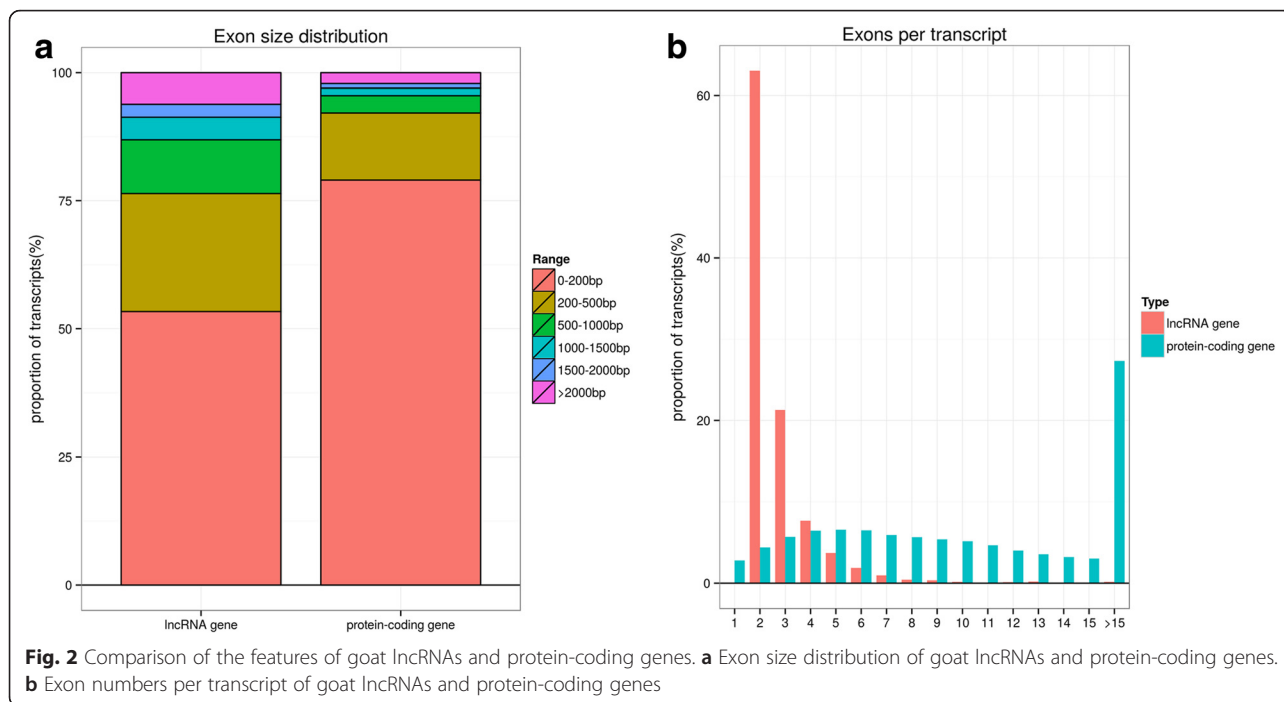 a
Exon size distribution
proportion of transcripts(%)
100
75
50
25
0
lncRNA gene
protein-coding gene
Range
0-200bp
200-500bp
500-1000bp
1000-1500bp
1500-2000bp
>2000bp
b
Exons per transcript
proportion of transcripts(%)
60
40
20
0
1 2 3 4 5 6 7 8 9 10 11 12 13 14 15 >15
Type
lncRNA gene
protein-coding gene
Fig. 2 Comparison of the features of goat lncRNAs and protein-coding genes. a Exon size distribution of goat lncRNAs and protein-coding genes.
b Exon numbers per transcript of goat lncRNAs and protein-coding genes